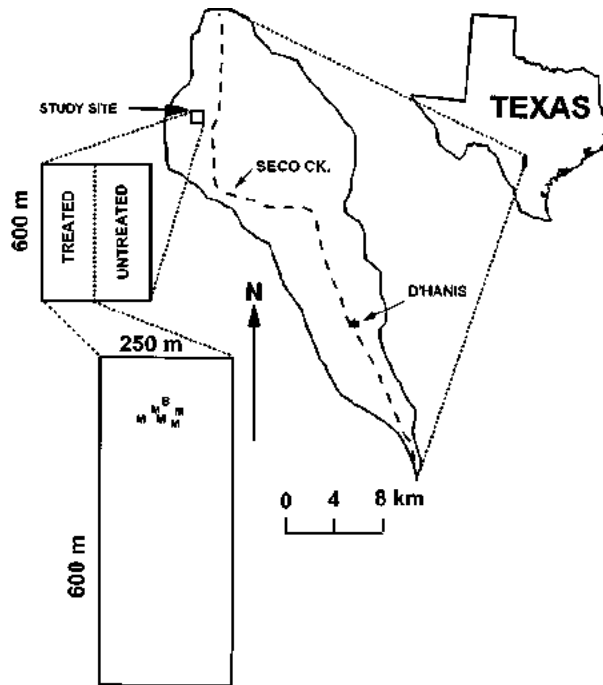 TEXAS
STUDY SITE
SECO CK.
600 m
TREATED
UNTREATED
D'HANIS
N
250 m
B
M M
M M M
M
0 4 8 km
600 m